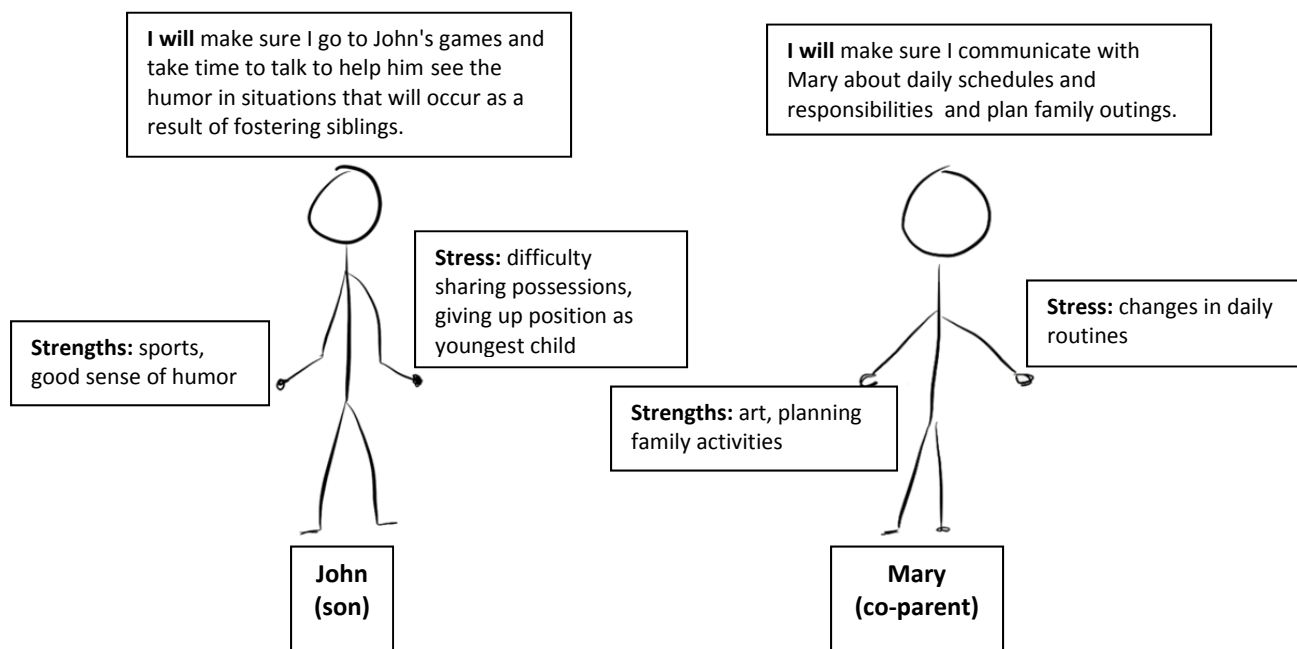 I will make sure I go to John's games and
take time to talk to help him see the
humor in situations that will occur as a
result of fostering siblings.
I will make sure I communicate with
Mary about daily schedules and
responsibilities and plan family outings.
Stress: difficulty
sharing possessions,
giving up position as
youngest child
Strengths: sports,
good sense of humor
Stress: changes in daily
routines
Strengths: art, planning
family activities
John
(son)
Mary
(co-parent)